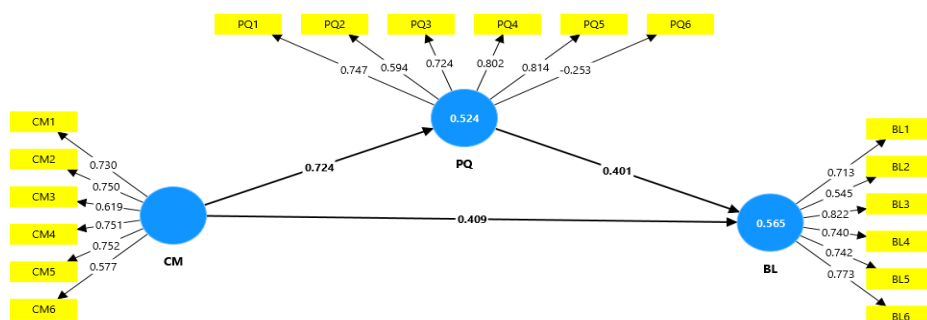 PQ1 PQ2 PQ3 PQ4 PQ5 PQ6
0.747 0.594 0.724 0.802 0.814 -0.253
0.524
PQ
CM1
CM2
CM3
CM4
CM5
CM6
0.730
0.750
0.619
0.751
0.752
0.577
CM
0.724
0.401
0.409
0.565
BL
0.713
0.545
0.822
0.740
0.742
0.773
BL1
BL2
BL3
BL4
BL5
BL6